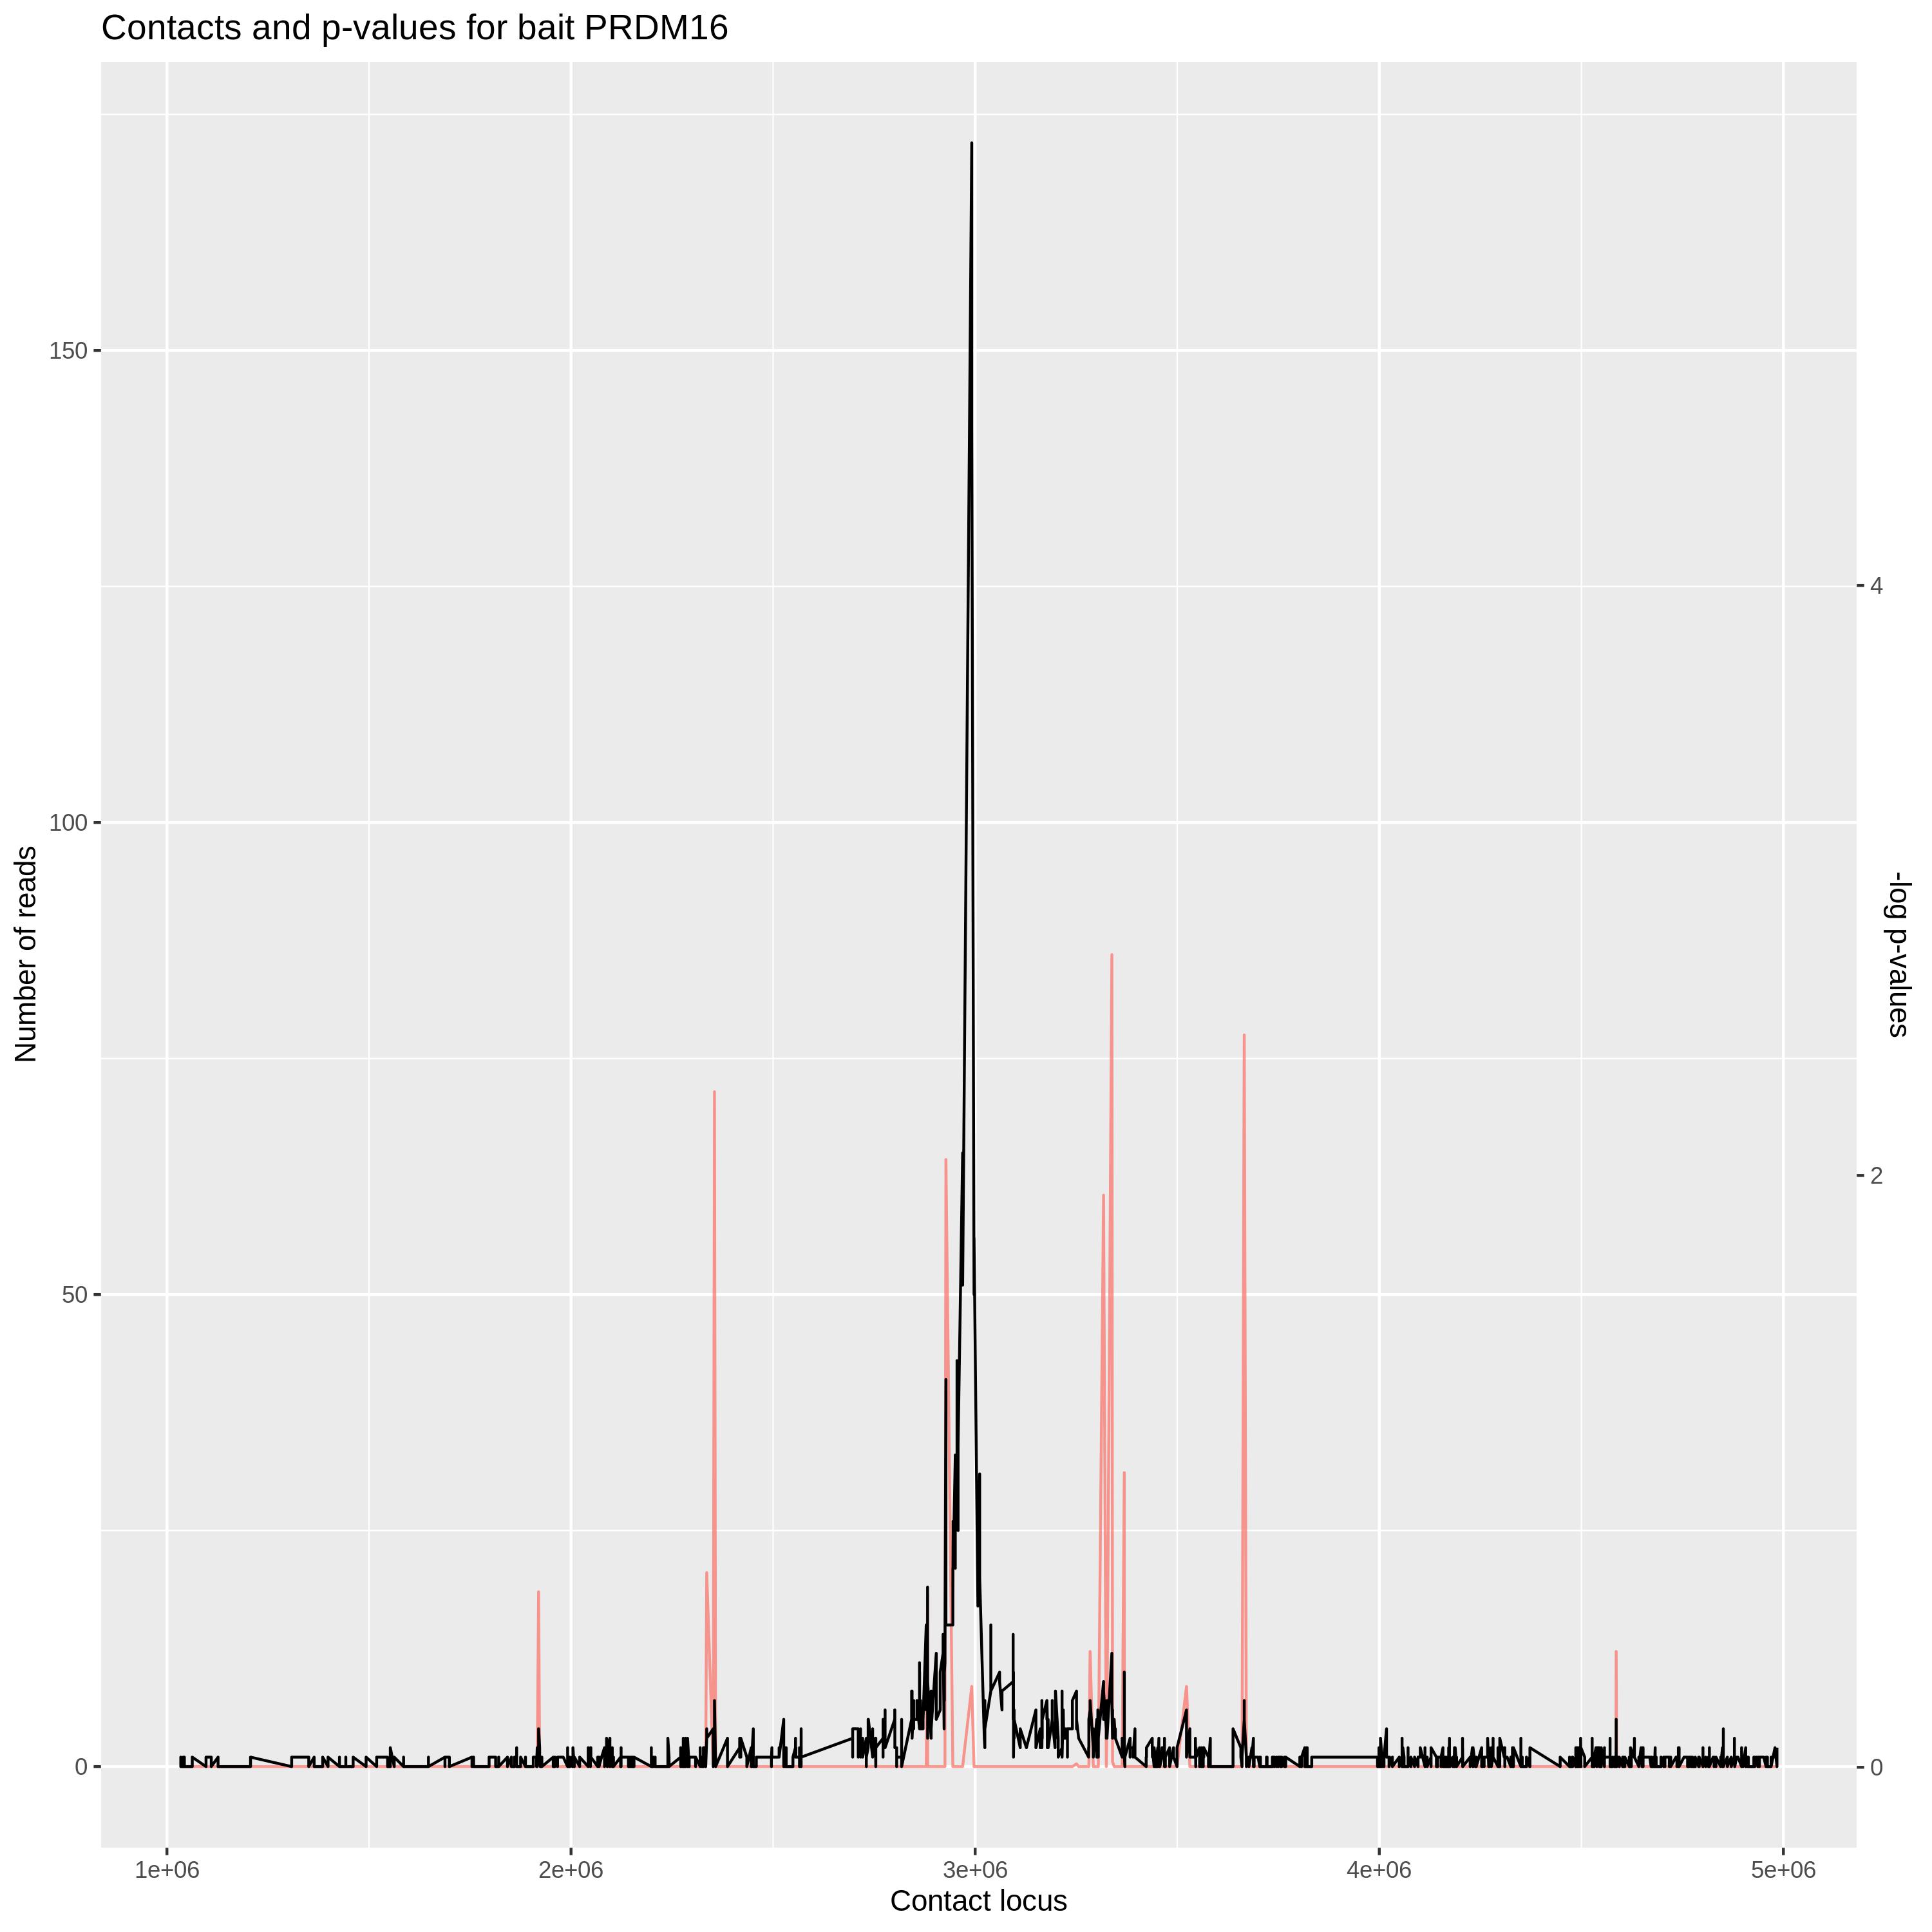 Contacts and p-values for bait PRDM16
150
100
50
0
Number of reads
4
2
0
-log p-values
1e+06 2e+06 3e+06 4e+06 5e+06
Contact locus